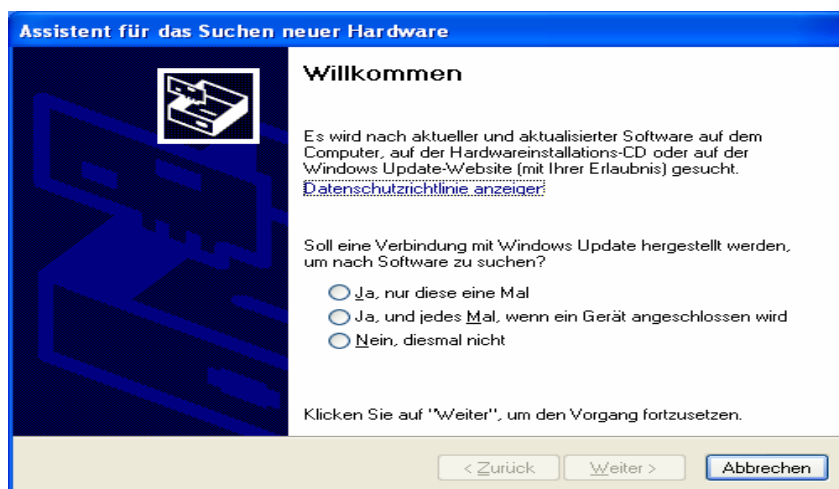 Assistent für das Suchen neuer Hardware
Willkommen
Es wird nach aktueller und aktualisierter Software auf dem
Computer, auf der Hardwareinstallations-CD oder auf der
Windows Update-Website (mit Ihrer Erlaubnis) gesucht.
Datenschutzrichtlinie anzeigen
Soll eine Verbindung mit Windows Update hergestellt werden,
um nach Software zu suchen?
Ja, nur diese eine Mal
Ja, und jedes Mal, wenn ein Gerät angeschlossen wird
Nein, diesmal nicht
Klicken Sie auf "Weiter", um den Vorgang fortzusetzen.
< Zurück Weiter > Abbrechen